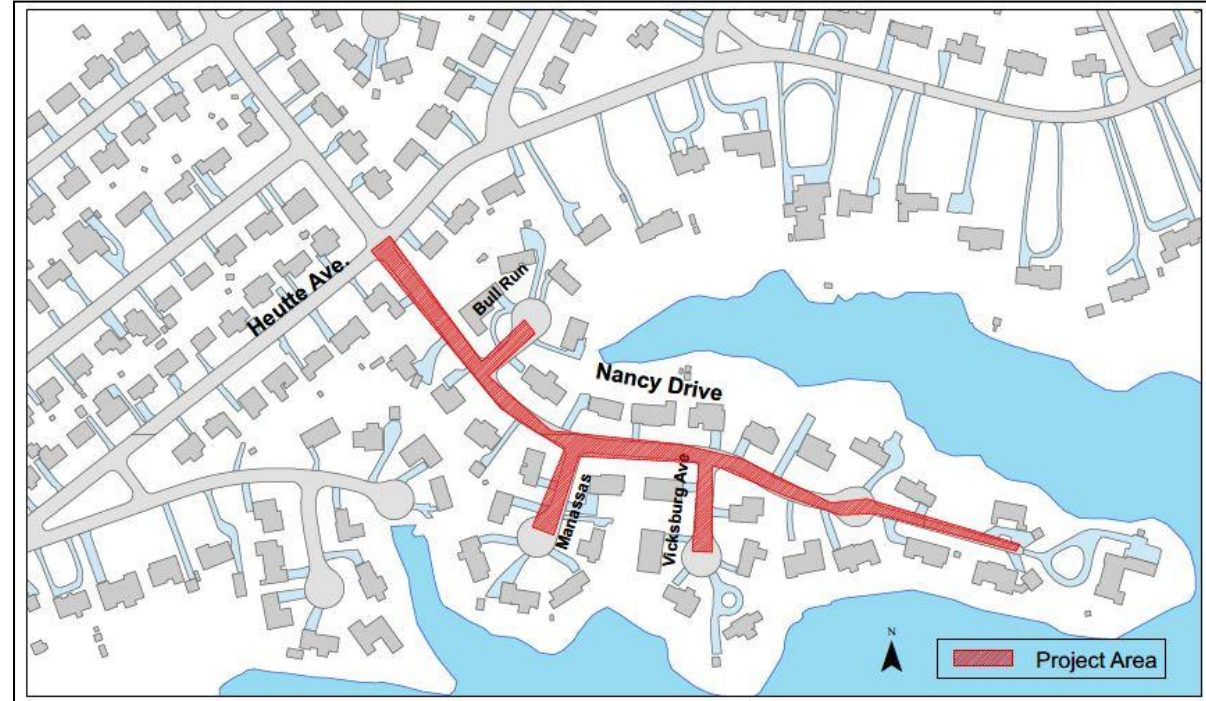 Heutte Ave.
Bull Run
Nancy Drive
Manassas
Vicksburg Ave
N
Project Area